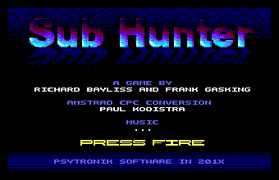 Sub Hunter
A GAME BY
RICHARD BAYLISS AND FRANK GASKING
AMSTRAD CPC CONVERSION
PAUL KOOISTRA
MUSIC
...
PRESS FIRE
PSYTRONIK SOFTWARE IN 201X